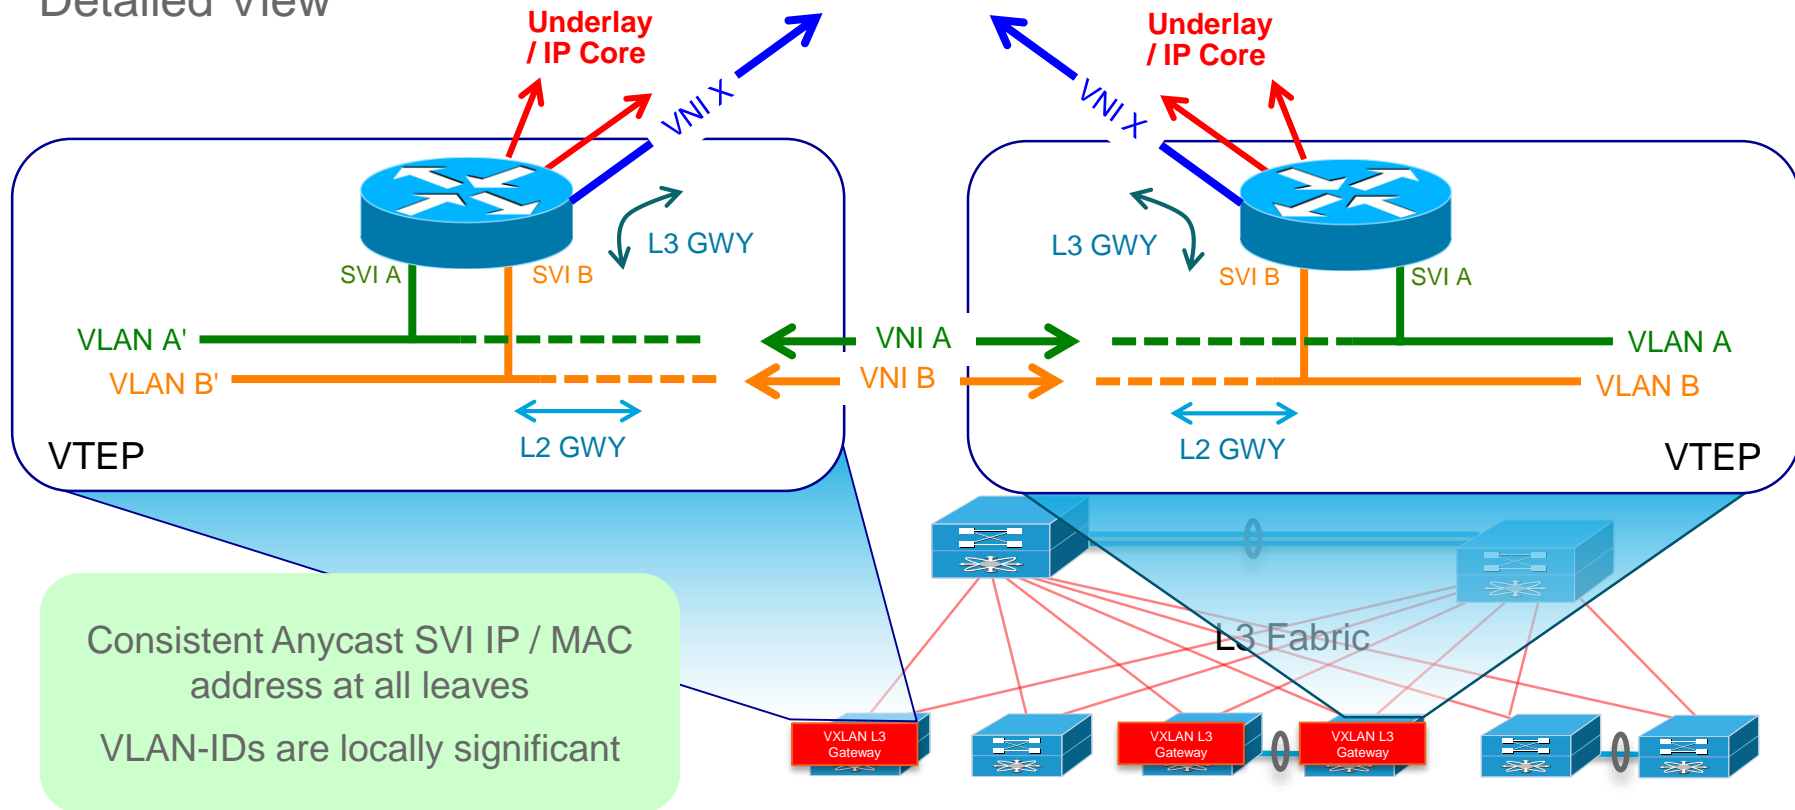 Detailed View
Underlay
/ IP Core
Underlay
/ IP Core
VNI X
VNI X
L3 GWY
L3 GWY
SVI A
SVI B
SVI B
SVI A
VLAN A'
VNI A
VLAN A
VLAN B'
VNI B
VLAN B
L2 GWY
L2 GWY
VTEP
VTEP
Consistent Anycast SVI IP / MAC
address at all leaves
VLAN-IDs are locally significant
L3 Fabric
VXLAN L3
Gateway
VXLAN L3
Gateway
VXLAN L3
Gateway